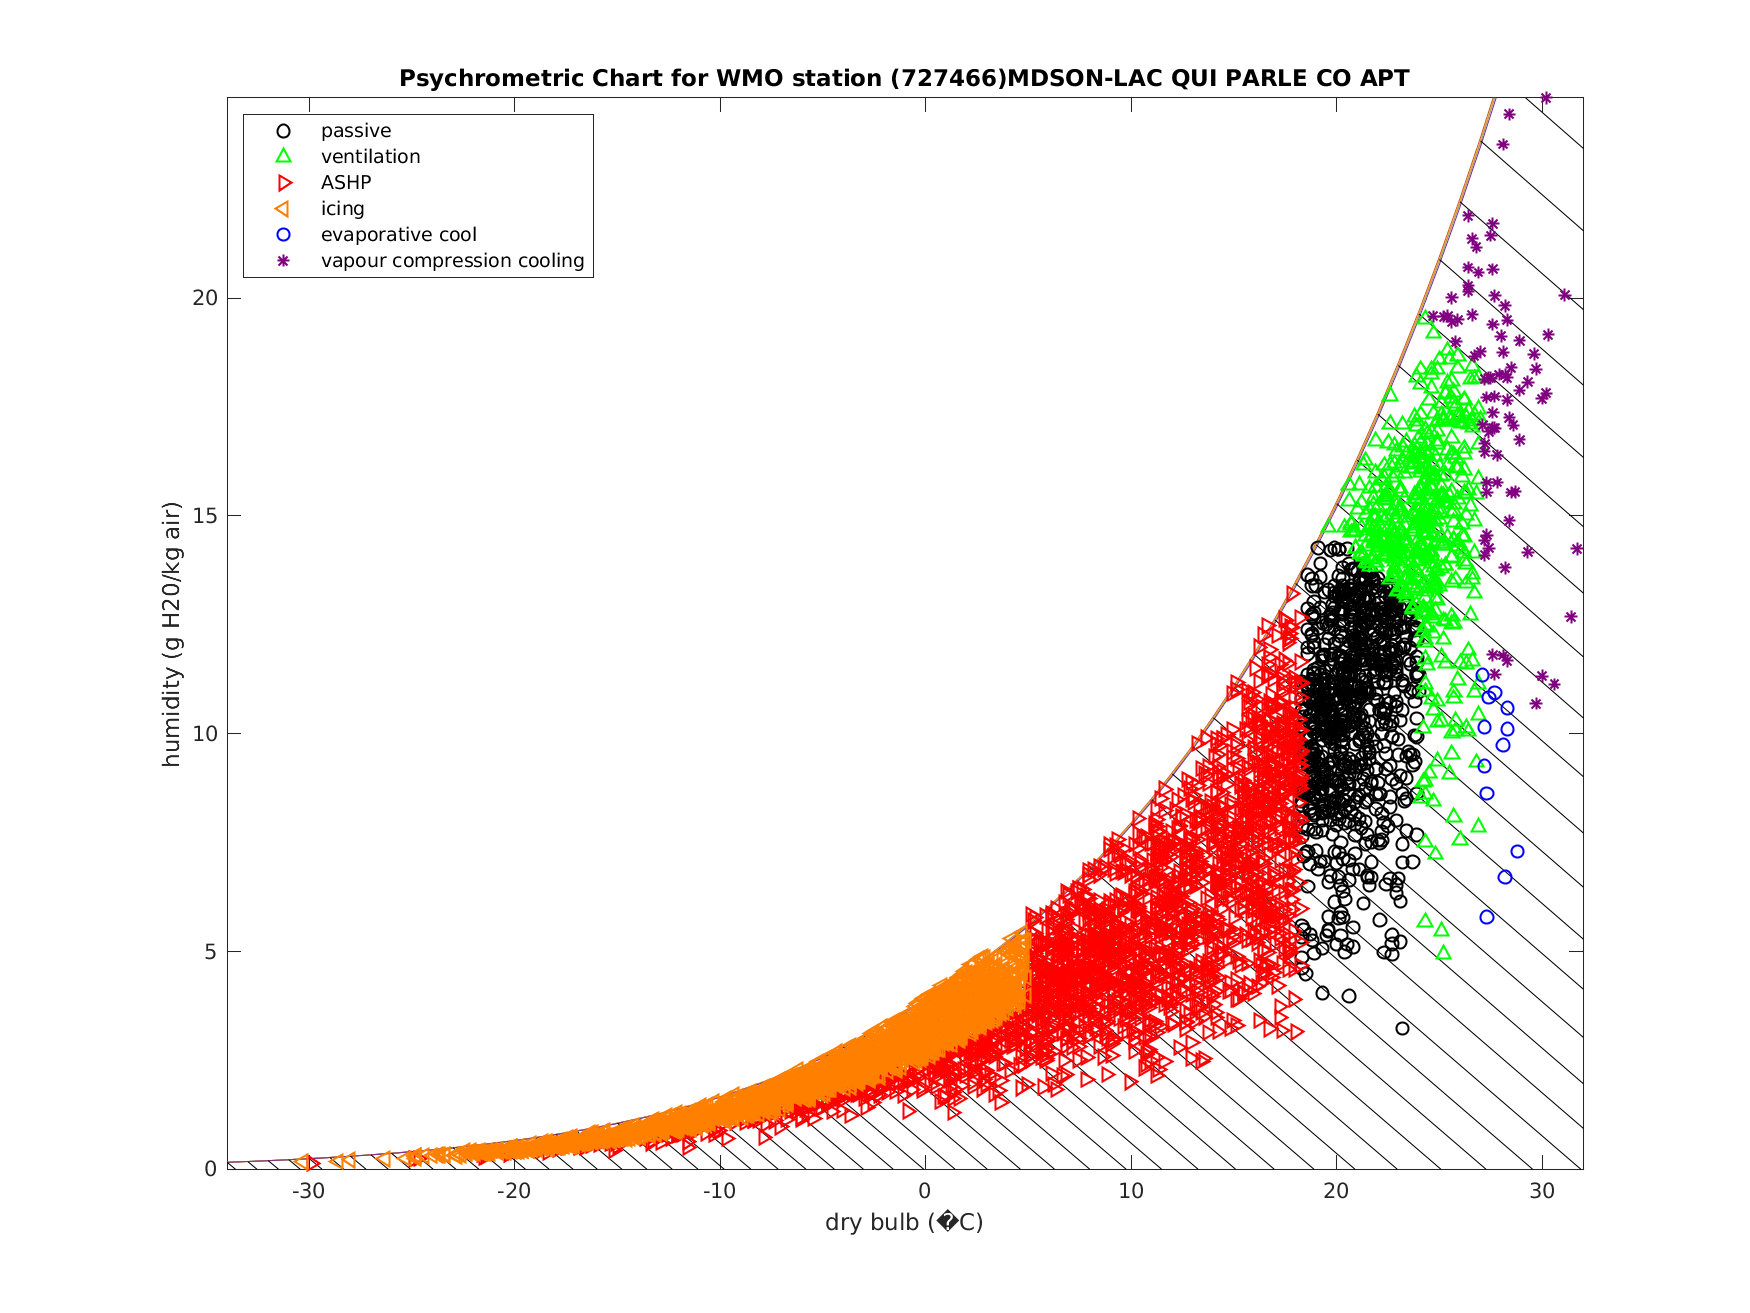 Psychrometric Chart for WMO station (727466)MDSON-LAC QUI PARLE CO APT
passive
ventilation
ASHP
icing
evaporative cool
vapour compression cooling
humidity (g H20/kg air)
20
15
10
5
0
-30 -20 -10 0 10 20 30
dry bulb (�C)